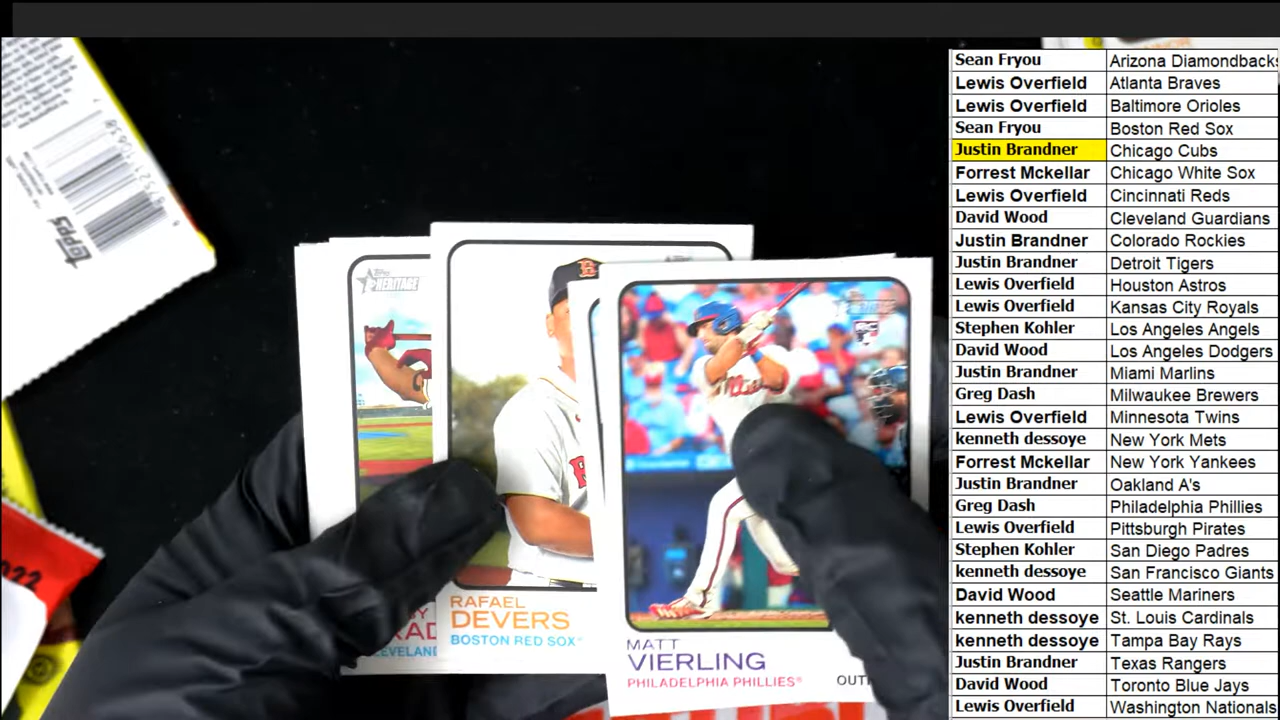 Sean Fryou Arizona Diamondbacks
Lewis Overfield Atlanta Braves
Lewis Overfield Baltimore Orioles
Sean Fryou Boston Red Sox
Justin Brandner Chicago Cubs
Forrest Mckellar Chicago White Sox
Lewis Overfield Cincinnati Reds
David Wood Cleveland Guardians
Justin Brandner Colorado Rockies
Justin Brandner Detroit Tigers
Lewis Overfield Houston Astros
Lewis Overfield Kansas City Royals
Stephen Kohler Los Angeles Angels
David Wood Los Angeles Dodgers
Justin Brandner Miami Marlins
Greg Dash Milwaukee Brewers
Lewis Overfield Minnesota Twins
kenneth dessoye New York Mets
Forrest Mckellar New York Yankees
Justin Brandner Oakland A's
Greg Dash Philadelphia Phillies
Lewis Overfield Pittsburgh Pirates
Stephen Kohler San Diego Padres
kenneth dessoye San Francisco Giants
David Wood Seattle Mariners
kenneth dessoye St. Louis Cardinals
kenneth dessoye Tampa Bay Rays
Justin Brandner Texas Rangers
David Wood Toronto Blue Jays
Lewis Overfield Washington Nationals
topps
2022
HERITAGE
CLEVELAND
RAFAEL
DEVERS
BOSTON RED SOX
HERITAGE
RC
MATT
VIERLING
PHILADELPHIA PHILLIES®